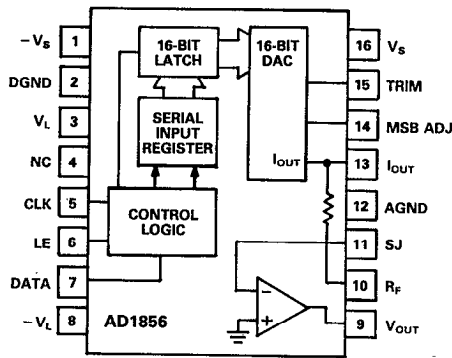 −VS 1
DGND 2
VL 3
NC 4
CLK 5
LE 6
DATA 7
−VL 8
16-BIT
LATCH
16-BIT
DAC
SERIAL
INPUT
REGISTER
IOUT
CONTROL
LOGIC
−
+
AD1856
16 VS
15 TRIM
14 MSB ADJ
13 IOUT
12 AGND
11 SJ
10 RF
9 VOUT